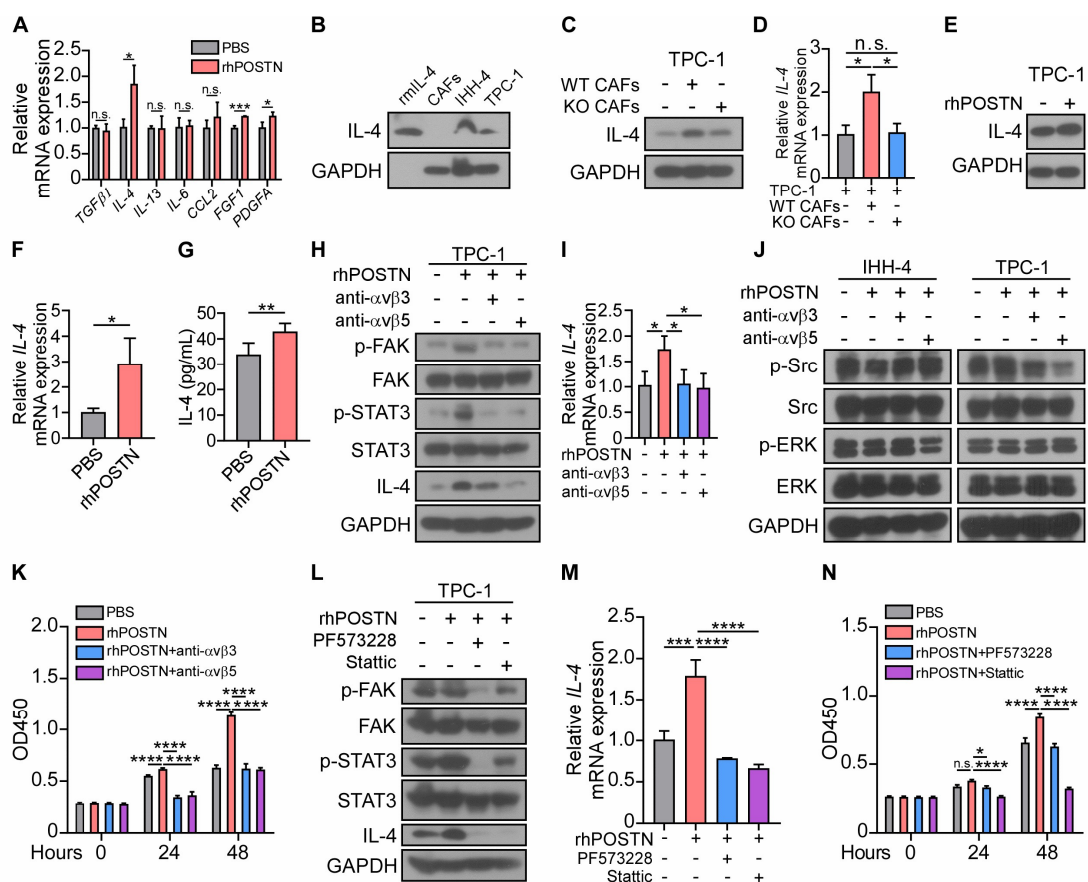 A
Relative
mRNA expression
2.5
2.0
1.5
1.0
0.5
PBS
rhPOSTN
n.s.
*
n.s.
n.s.
n.s.
***
*
TGFβ1
IL-4
IL-13
IL-6
CCL2
FGF1
PDGFA
B
rmIL-4
CAFs
IHH-4
TPC-1
IL-4
GAPDH
C
TPC-1
WT CAFs - + -
KO CAFs - - +
IL-4
GAPDH
D
Relative IL-4
mRNA expression
3
2
1
0
n.s.
* *
TPC-1 + + +
WT CAFs - + -
KO CAFs - - +
E
TPC-1
rhPOSTN - +
IL-4
GAPDH
F
Relative IL-4
mRNA expression
5
4
3
2
1
0
*
PBS
rhPOSTN
G
IL-4 (pg/mL)
60
50
40
30
20
10
0
**
PBS
rhPOSTN
H
TPC-1
rhPOSTN - + + +
anti-αvβ3 - - + -
anti-αvβ5 - - - +
p-FAK
FAK
p-STAT3
STAT3
IL-4
GAPDH
I
Relative IL-4
mRNA expression
2.5
2.0
1.5
1.0
0.5
0.0
*
* *
rhPOSTN - + + +
anti-αvβ3 - - + -
anti-αvβ5 - - - +
J
IHH-4 TPC-1
rhPOSTN - + + + - + + +
anti-αvβ3 - - + - - - + -
anti-αvβ5 - - - + - - - +
p-Src
Src
p-ERK
ERK
GAPDH
K
PBS
rhPOSTN
rhPOSTN+anti-αvβ3
rhPOSTN+anti-αvβ5
OD450
2.0
1.5
1.0
0.5
0.0
****
**** ****
****
**** ****
Hours 0 24 48
L
TPC-1
rhPOSTN - + + +
PF573228 - - + -
Stattic - - - +
p-FAK
FAK
p-STAT3
STAT3
IL-4
GAPDH
M
Relative IL-4
mRNA expression
2.5
2.0
1.5
1.0
0.5
0.0
****
*** ****
rhPOSTN - + + +
PF573228 - - + -
Stattic - - - +
N
PBS
rhPOSTN
rhPOSTN+PF573228
rhPOSTN+Stattic
OD450
1.5
1.0
0.5
0.0
*
n.s. ****
****
**** ****
Hours 0 24 48